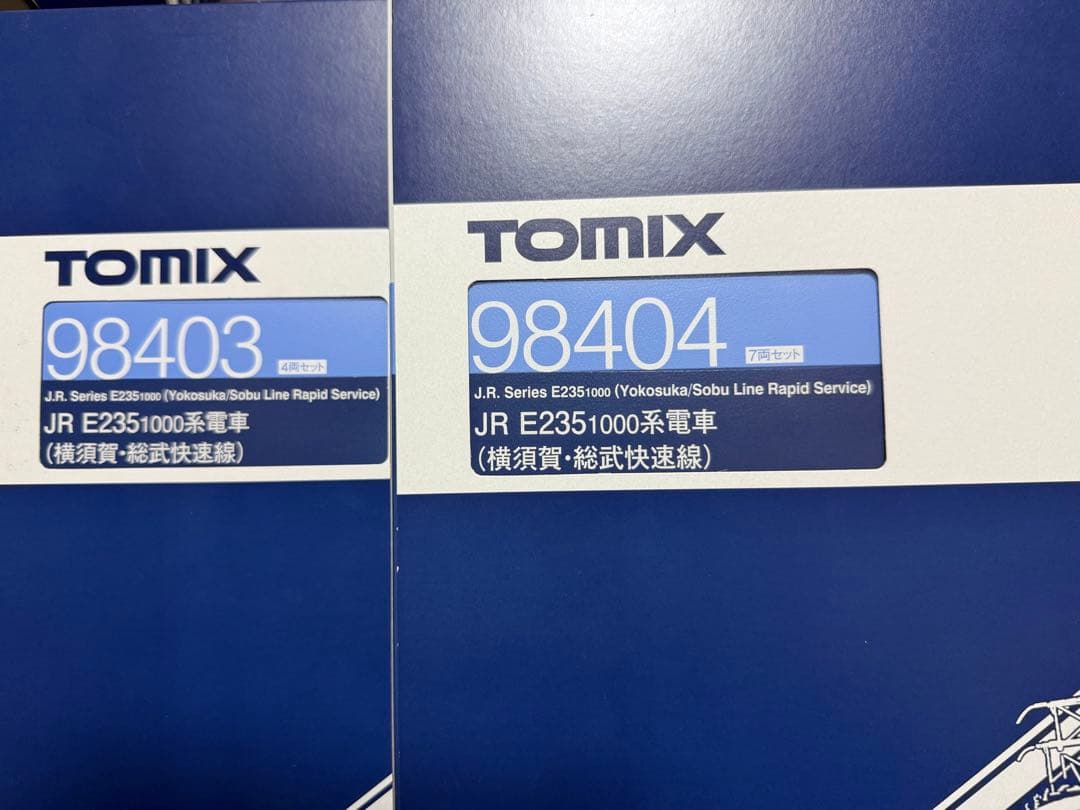 TOMIX
98403 4両セット
J.R. Series E2351000 (Yokosuka/Sobu Line Rapid Service)
JR E2351000系電車
(横須賀・総武快速線)
TOMIX
98404 7両セット
J.R. Series E2351000 (Yokosuka/Sobu Line Rapid Service)
JR E2351000系電車
(横須賀・総武快速線)